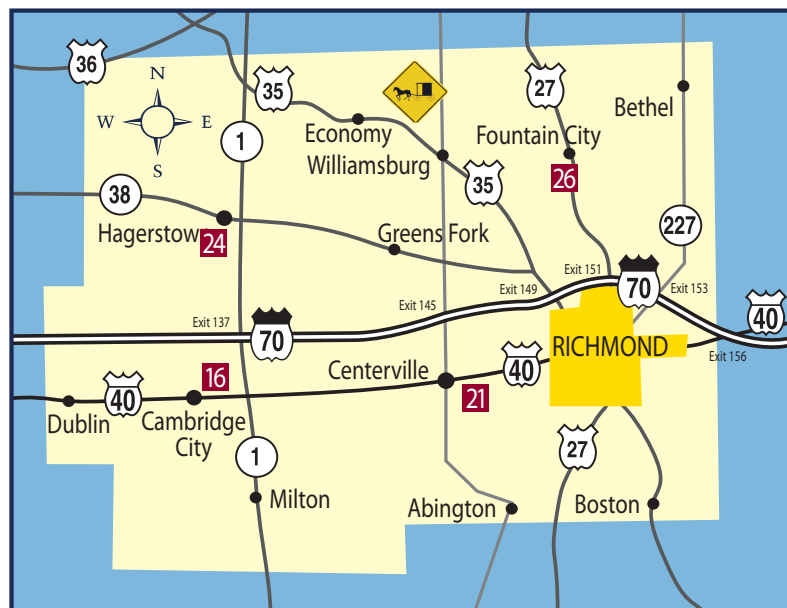 36
N
W
E
S
35
27
Bethel
1
Economy
Fountain City
Williamsburg
26
35
38
Hagerstow
24
Greens Fork
227
Exit 151
Exit 149
70
Exit 153
Exit 145
Exit 137
70
40
RICHMOND
Exit 156
Centerville
40
16
21
40
Dublin
Cambridge
City
27
1
Milton
Abington
Boston